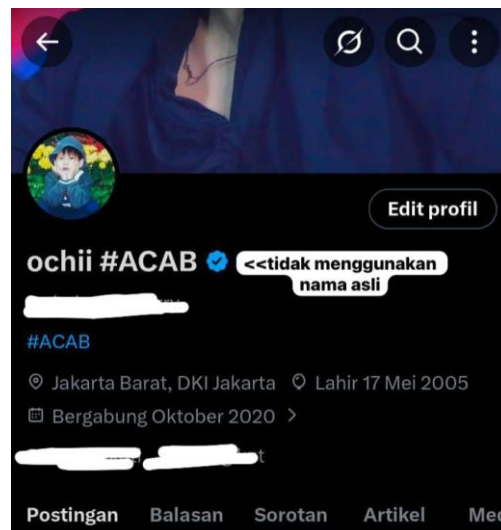 Edit profil
ochii #ACAB
<<tidak menggunakan
nama asli
#ACAB
Jakarta Barat, DKI Jakarta Lahir 17 Mei 2005
Bergabung Oktober 2020 >
Postingan Balasan Sorotan Artikel